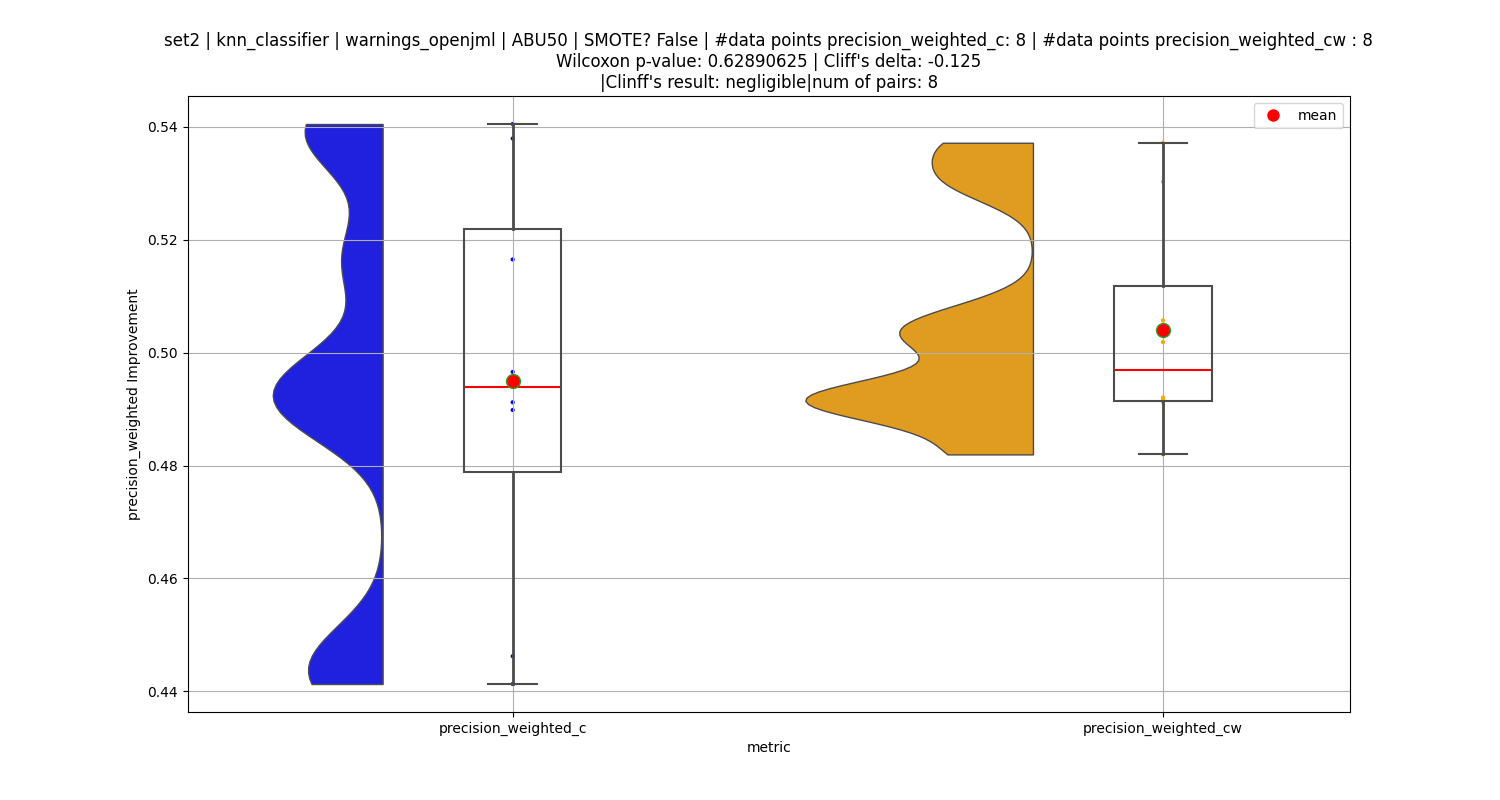 set2 | knn_classifier | warnings_openjml | ABU50 | SMOTE? False | #data points precision_weighted_c: 8 | #data points precision_weighted_cw : 8
Wilcoxon p-value: 0.62890625 | Cliff's delta: -0.125
|Clinff's result: negligible|num of pairs: 8
mean
precision_weighted Improvement
0.54
0.52
0.50
0.48
0.46
0.44
precision_weighted_c
precision_weighted_cw
metric